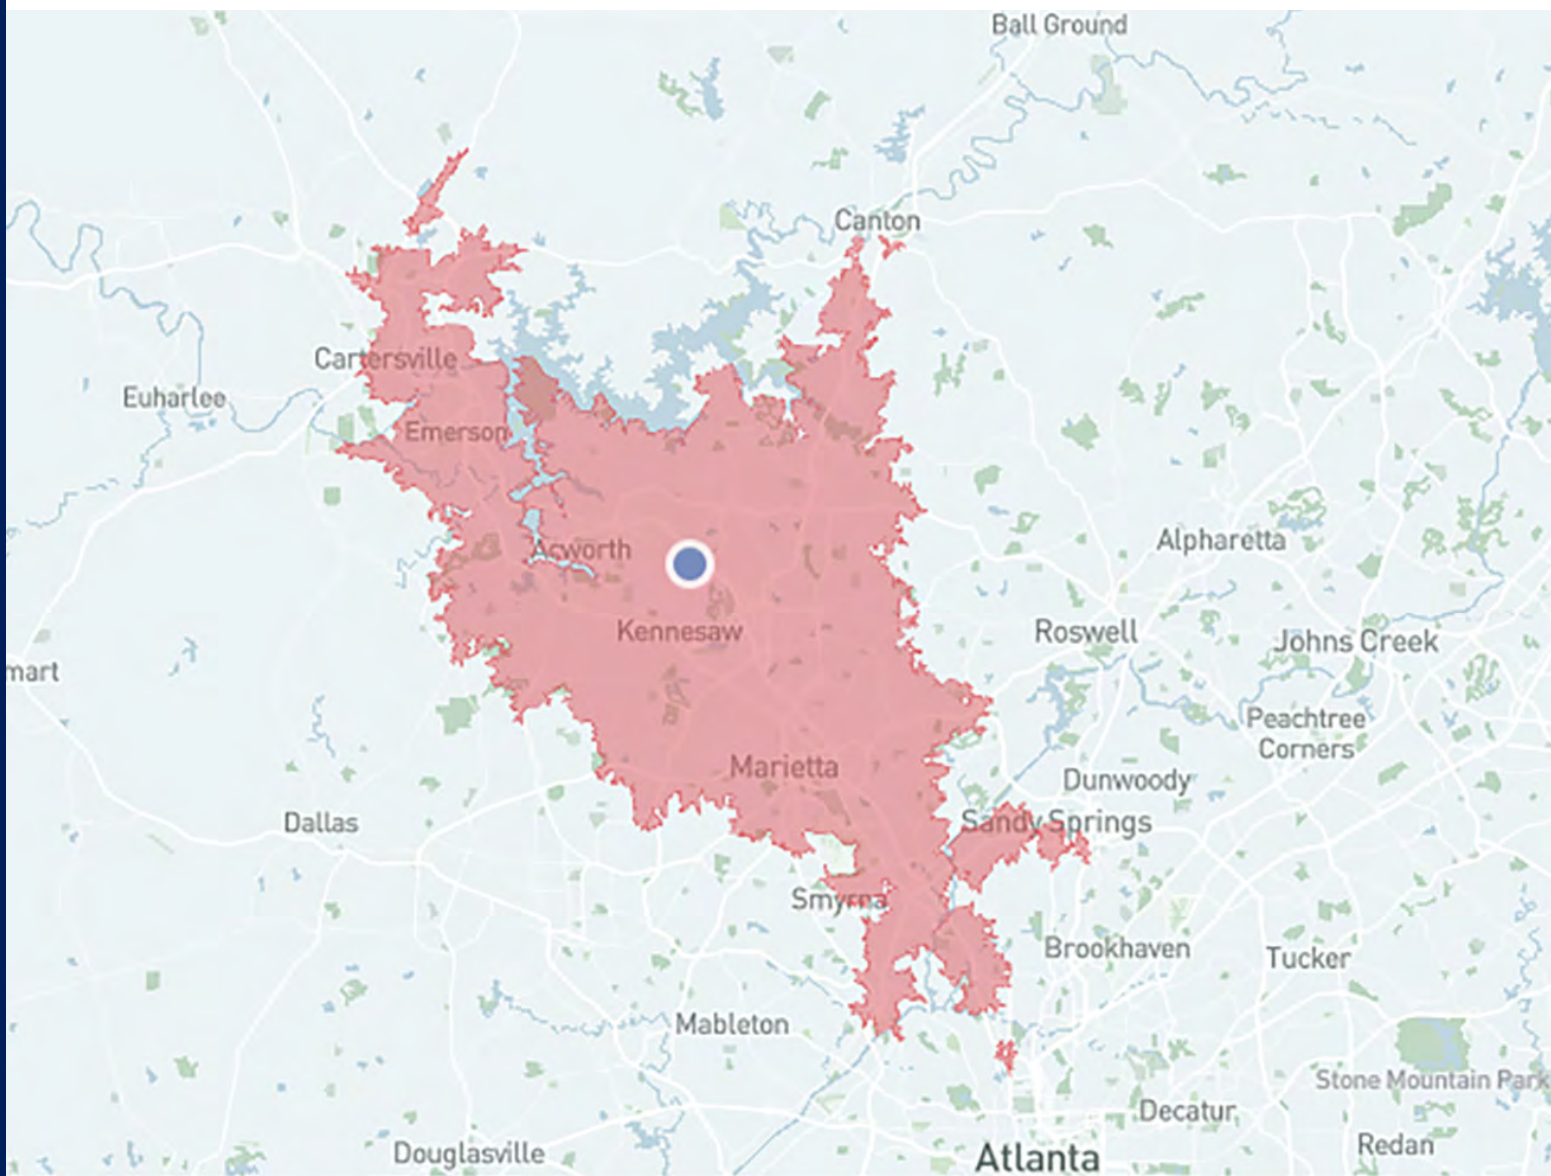 Ball Ground
Canton
Cartersville
Euharlee
Emerson
Alpharetta
Acworth
Kennesaw
Roswell
Johns Creek
mart
Peachtree
Corners
Marietta
Dunwoody
Dallas
Sandy Springs
Smyrna
Brookhaven
Tucker
Mableton
Stone Mountain Park
Decatur
Redan
Douglasville
Atlanta